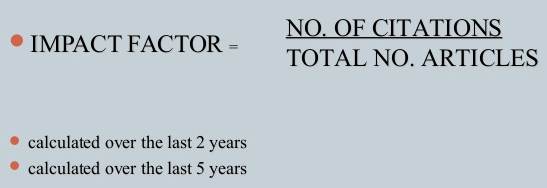 NO. OF CITATIONS
IMPACT FACTOR =
TOTAL NO. ARTICLES
calculated over the last 2 years
calculated over the last 5 years